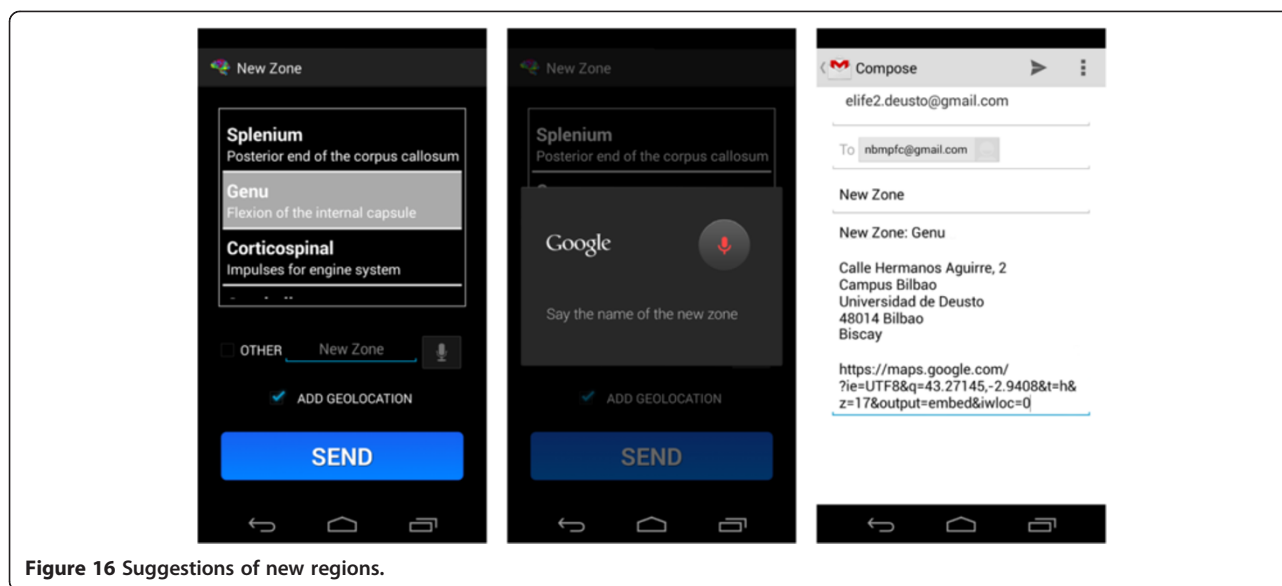 New Zone
Splenium
Posterior end of the corpus callosum
Genu
Flexion of the internal capsule
Corticospinal
Impulses for engine system
OTHER New Zone
ADD GEOLOCATION
SEND
New Zone
Splenium
Posterior end of the corpus callosum
Google
Say the name of the new zone
ADD GEOLOCATION
SEND
Compose
elife2.deusto@gmail.com
To nbmpfc@gmail.com
New Zone
New Zone: Genu
Calle Hermanos Aguirre, 2
Campus Bilbao
Universidad de Deusto
48014 Bilbao
Biscay
https://maps.google.com/
?ie=UTF8&q=43.27145,-2.9408&t=h&
z=17&output=embed&iwloc=0
Figure 16 Suggestions of new regions.